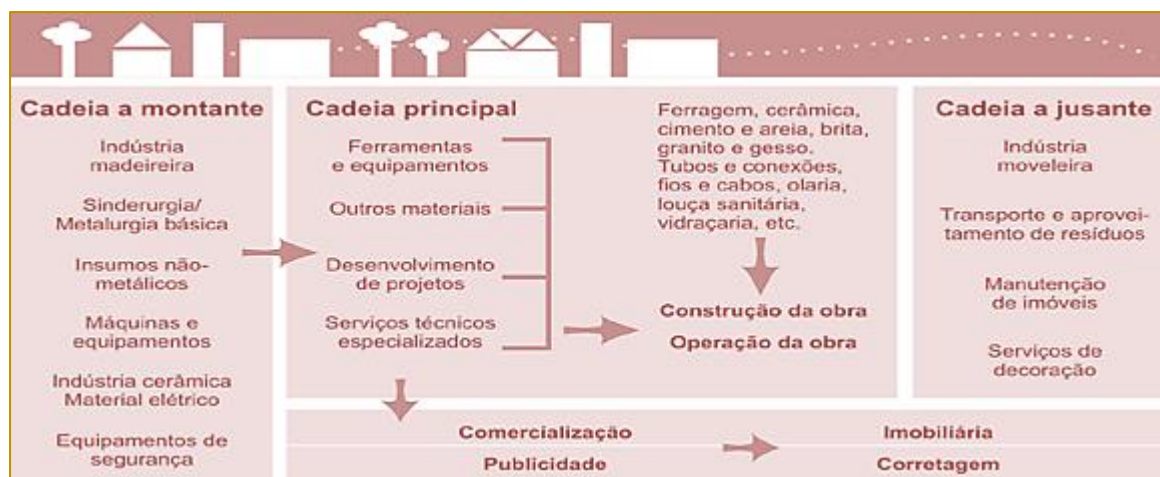 Cadeia a montante
Indústria
madeireira
Sinderurgia/
Metalurgia básica
Insumos não-
metálicos
Máquinas e
equipamentos
Indústria cerâmica
Material elétrico
Equipamentos de
segurança
Cadeia principal
Ferramentas
e equipamentos
Outros materiais
Desenvolvimento
de projetos
Serviços técnicos
especializados
Ferragem, cerâmica,
cimento e areia, brita,
granito e gesso.
Tubos e conexões,
fios e cabos, olaria,
louça sanitária,
vidraçaria, etc.
Construção da obra
Operação da obra
Comercialização
Publicidade
Imobiliária
Corretagem
Cadeia a jusante
Indústria
moveleira
Transporte e aprovei-
tamento de resíduos
Manutenção
de imóveis
Serviços de
decoração